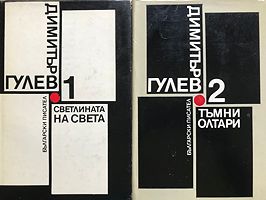 ДИМИТЪР
ГУЛЕВ
1
СВЕТЛИНАТА
НА СВЕТА
БЪЛГАРСКИ ПИСАТЕЛ
ДИМИТЪР
ГУЛЕВ
2
ТЪМНИ
ОЛТАРИ
БЪЛГАРСКИ ПИСАТЕЛ